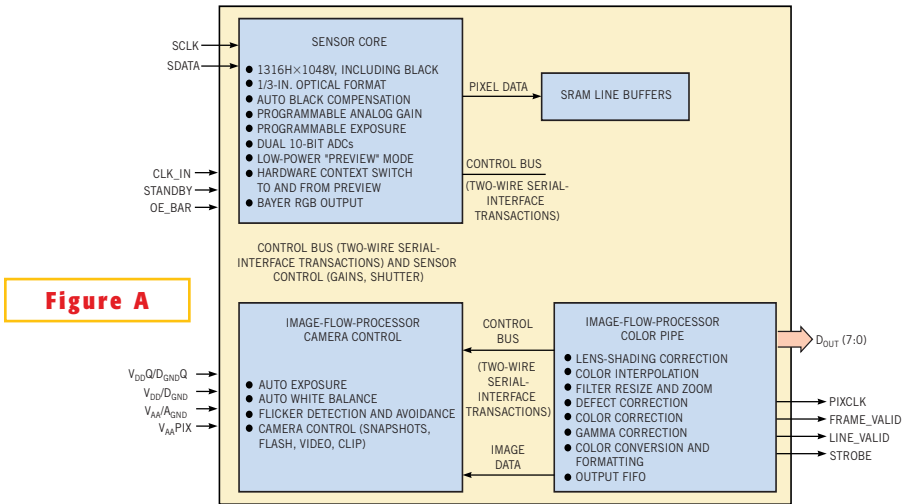 SCLK
SDATA
CLK_IN
STANDBY
OE_BAR
SENSOR CORE
● 1316H×1048V, INCLUDING BLACK
● 1/3-IN. OPTICAL FORMAT
● AUTO BLACK COMPENSATION
● PROGRAMMABLE ANALOG GAIN
● PROGRAMMABLE EXPOSURE
● DUAL 10-BIT ADCs
● LOW-POWER "PREVIEW" MODE
● HARDWARE CONTEXT SWITCH
TO AND FROM PREVIEW
● BAYER RGB OUTPUT
PIXEL DATA
SRAM LINE BUFFERS
CONTROL BUS
(TWO-WIRE SERIAL-
INTERFACE
TRANSACTIONS)
CONTROL BUS (TWO-WIRE SERIAL-
INTERFACE TRANSACTIONS) AND SENSOR
CONTROL (GAINS, SHUTTER)
Figure A
VDDQ/DGNDQ
VDD/DGND
VAA/AGND
VAAPIX
IMAGE-FLOW-PROCESSOR
CAMERA CONTROL
● AUTO EXPOSURE
● AUTO WHITE BALANCE
● FLICKER DETECTION AND AVOIDANCE
● CAMERA CONTROL (SNAPSHOTS,
FLASH, VIDEO, CLIP)
CONTROL
BUS
(TWO-WIRE
SERIAL-
INTERFACE
TRANSACTIONS)
IMAGE
DATA
IMAGE-FLOW-PROCESSOR
COLOR PIPE
● LENS-SHADING CORRECTION
● COLOR INTERPOLATION
● FILTER RESIZE AND ZOOM
● DEFECT CORRECTION
● COLOR CORRECTION
● GAMMA CORRECTION
● COLOR CONVERSION AND
FORMATTING
● OUTPUT FIFO
DOUT (7:0)
PIXCLK
FRAME_VALID
LINE_VALID
STROBE